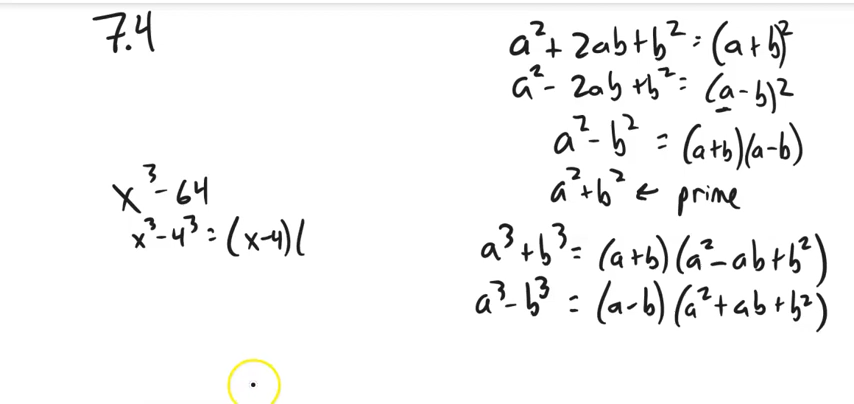 7.4
x³ - 64
x³ - 4³ = (x-4)(
a² + 2ab + b² = (a + b)²
a² - 2ab + b² = (a - b)²
a² - b² = (a+b)(a-b)
a² + b² ← prime
a³ + b³ = (a+b)(a² - ab + b²)
a³ - b³ = (a - b)(a² + ab + b²)